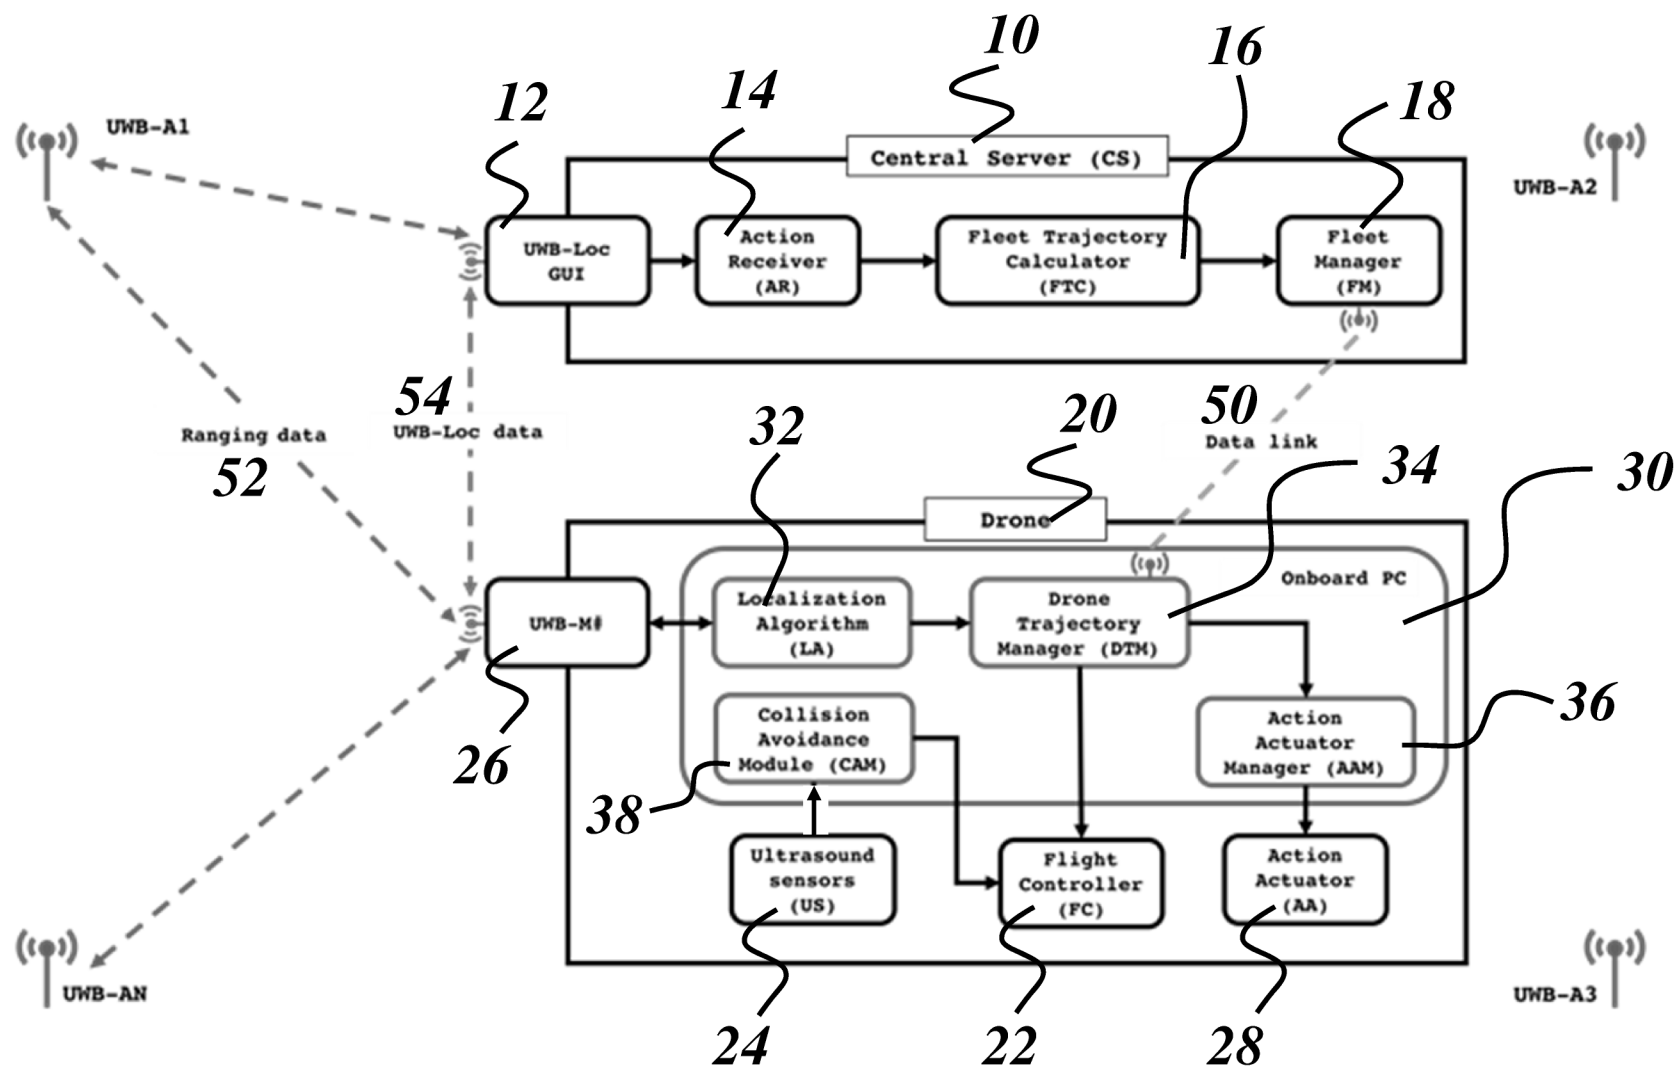 10
16
12
14
18
UWB-A1
Central Server (CS)
UWB-A2
UWB-Loc
GUI
Action
Receiver
(AR)
Fleet Trajectory
Calculator
(FTC)
Fleet
Manager
(FM)
54
UWB-Loc data
Ranging data
52
32
20
50
Data link
34
30
Drone
Onboard PC
UWB-M#
Localization
Algorithm
(LA)
Drone
Trajectory
Manager (DTM)
26
Collision
Avoidance
Module (CAM)
Action
Actuator
Manager (AAM)
36
38
Ultrasound
sensors
(US)
Flight
Controller
(FC)
Action
Actuator
(AA)
UWB-AN
UWB-A3
24
22
28